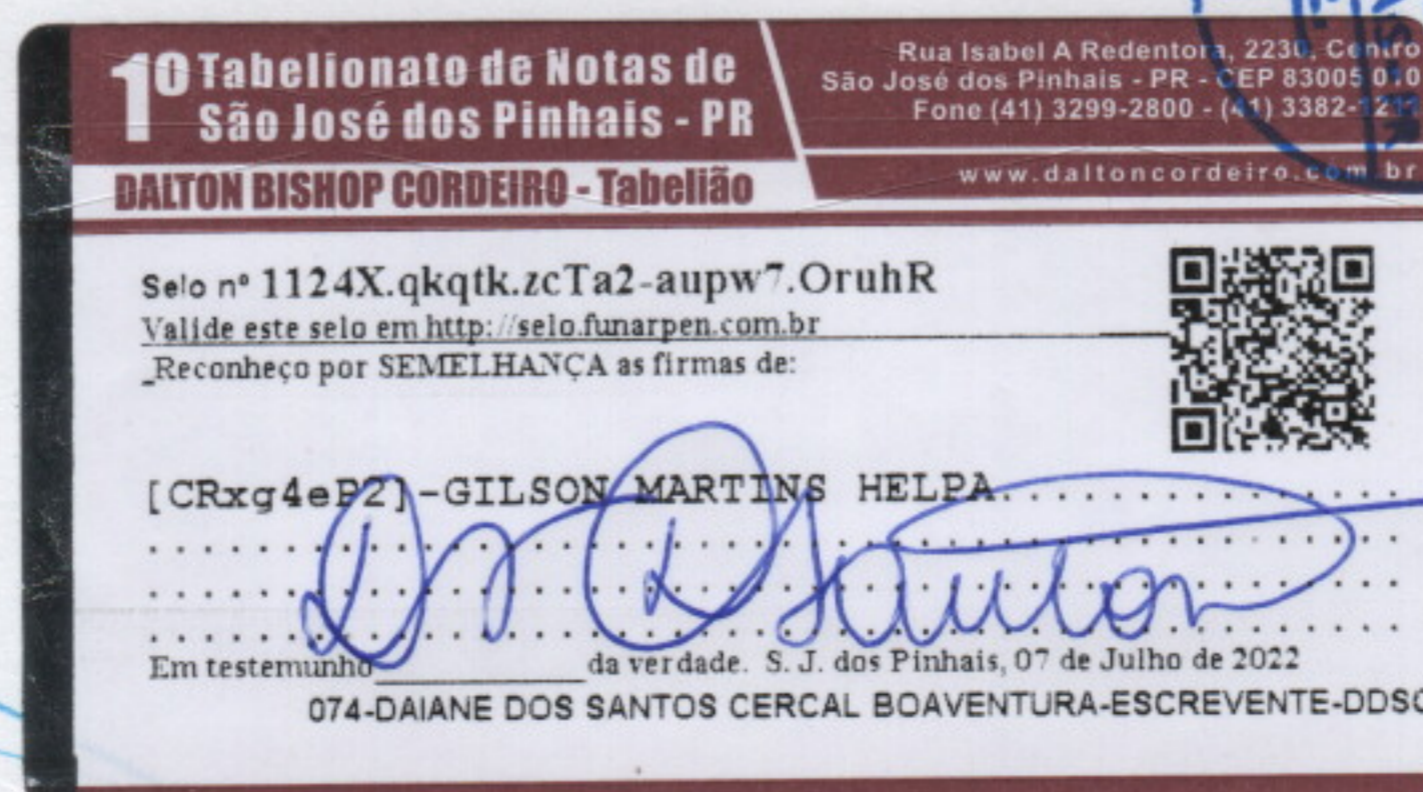 1º Tabelionato de Notas de
São José dos Pinhais - PR
DALTON BISHOP CORDEIRO - Tabelião
Rua Isabel A Redentora, 2230, Centro
São José dos Pinhais - PR - CEP 83005 010
Fone (41) 3299-2800 - (41) 3382-
www.daltoncordeiro.com.br
Selo nº 1124X.qkqtk.zcTa2-aupw7.OruhR
Valide este selo em http://selo.funarpen.com.br
_Reconheço por SEMELHANÇA as firmas de:
[CRxg4eP2]-GILSON MARTINS HELPA
Em testemunho____________da verdade. S. J. dos Pinhais, 07 de Julho de 2022
074-DAIANE DOS SANTOS CERCAL BOAVENTURA-ESCREVENTE-DDSC